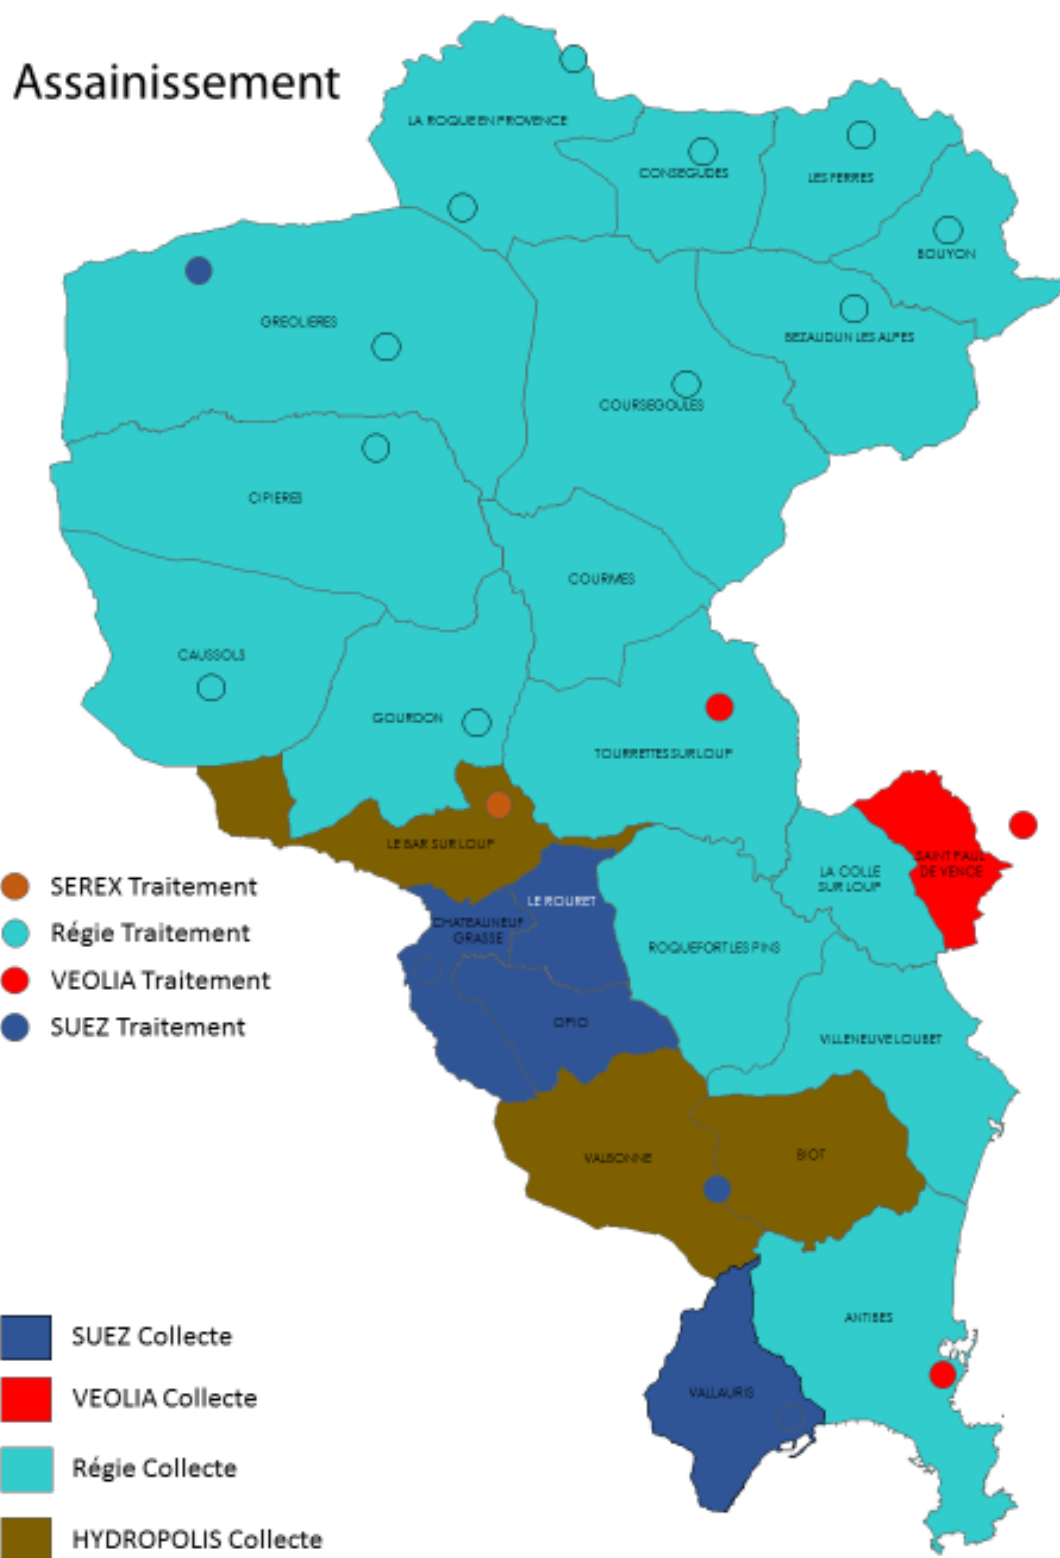 Assainissement
LA ROQUE EN PROVENCE
CONSEGUDES
LES FERRES
BOUYON
GREOLIERES
BEZAUDUN LES ALPES
COURSEGOULES
CIPIERES
COURMES
CAUSSOLS
GOURDON
TOURRETTES SUR LOUP
LE BAR SUR LOUP
SAINT PAUL
DE VENCE
LA COLLE
SUR LOUP
SEREX Traitement
Régie Traitement
VEOLIA Traitement
SUEZ Traitement
LE ROURET
CHATEAUNEUF
GRASSE
ROQUEFORT LES PINS
OPIO
VILLENEUVE LOUBET
VALBONNE
BIOT
ANTIBES
VALLAURIS
SUEZ Collecte
VEOLIA Collecte
Régie Collecte
HYDROPOLIS Collecte